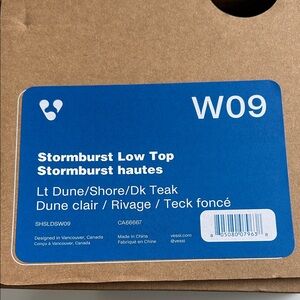 W09
Stormburst Low Top
Stormburst hautes
Lt Dune/Shore/Dk Teak
Dune clair / Rivage / Teck foncé
SHSLDSW09
CA66667
Designed in Vancouver, Canada
Conçu à Vancouver, Canada
Made in China
Fabriqué en Chine
vessi.com
@vessi